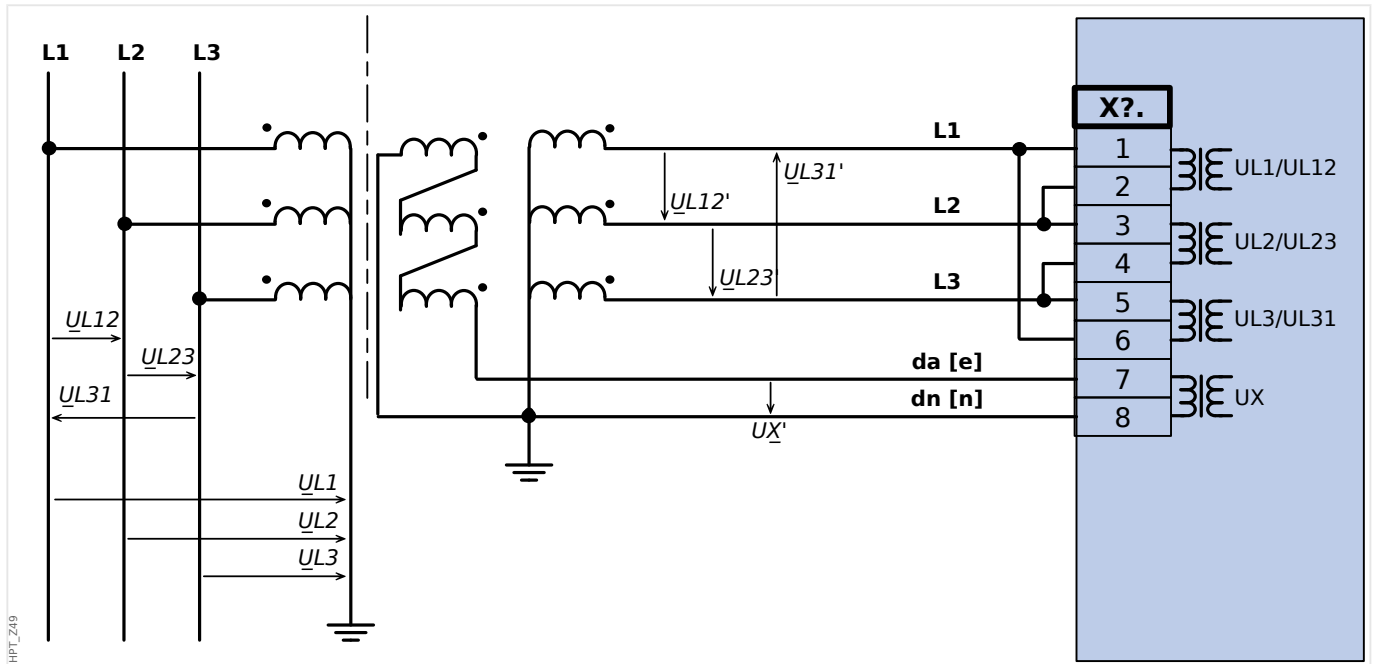 L1 L2 L3
X?.
L1
1
UL31'
UL1/UL12
2
UL12'
L2
3
UL2/UL23
4
UL23'
L3
5
UL12
UL3/UL31
6
UL23
da [e]
7
UL31
dn [n]
UX
8
UX'
UL1
UL2
UL3
HPT_Z49